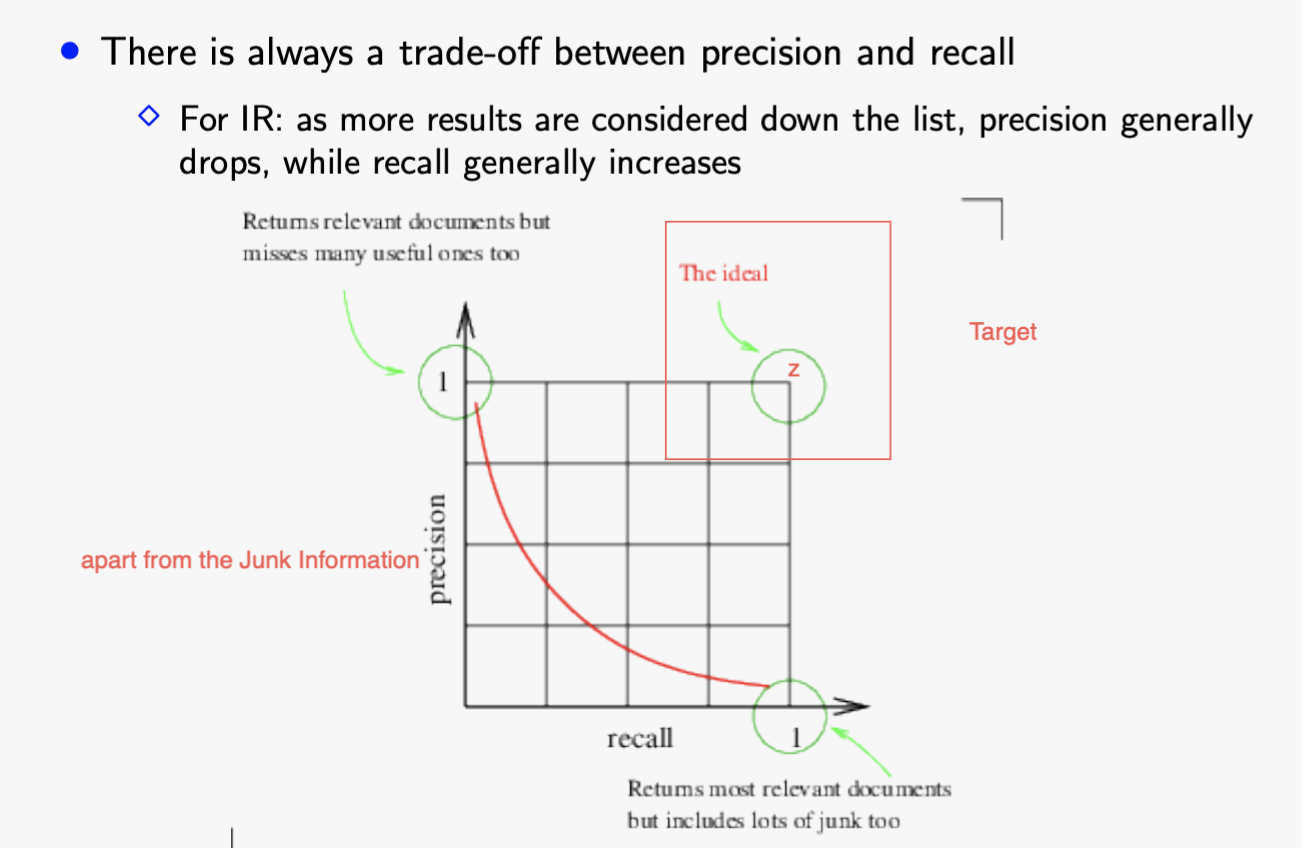 There is always a trade-off between precision and recall
For IR: as more results are considered down the list, precision generally
drops, while recall generally increases
Returns relevant documents but
misses many useful ones too
The ideal
Target
z
1
precision
apart from the Junk Information
recall
1
Returns most relevant documents
but includes lots of junk too